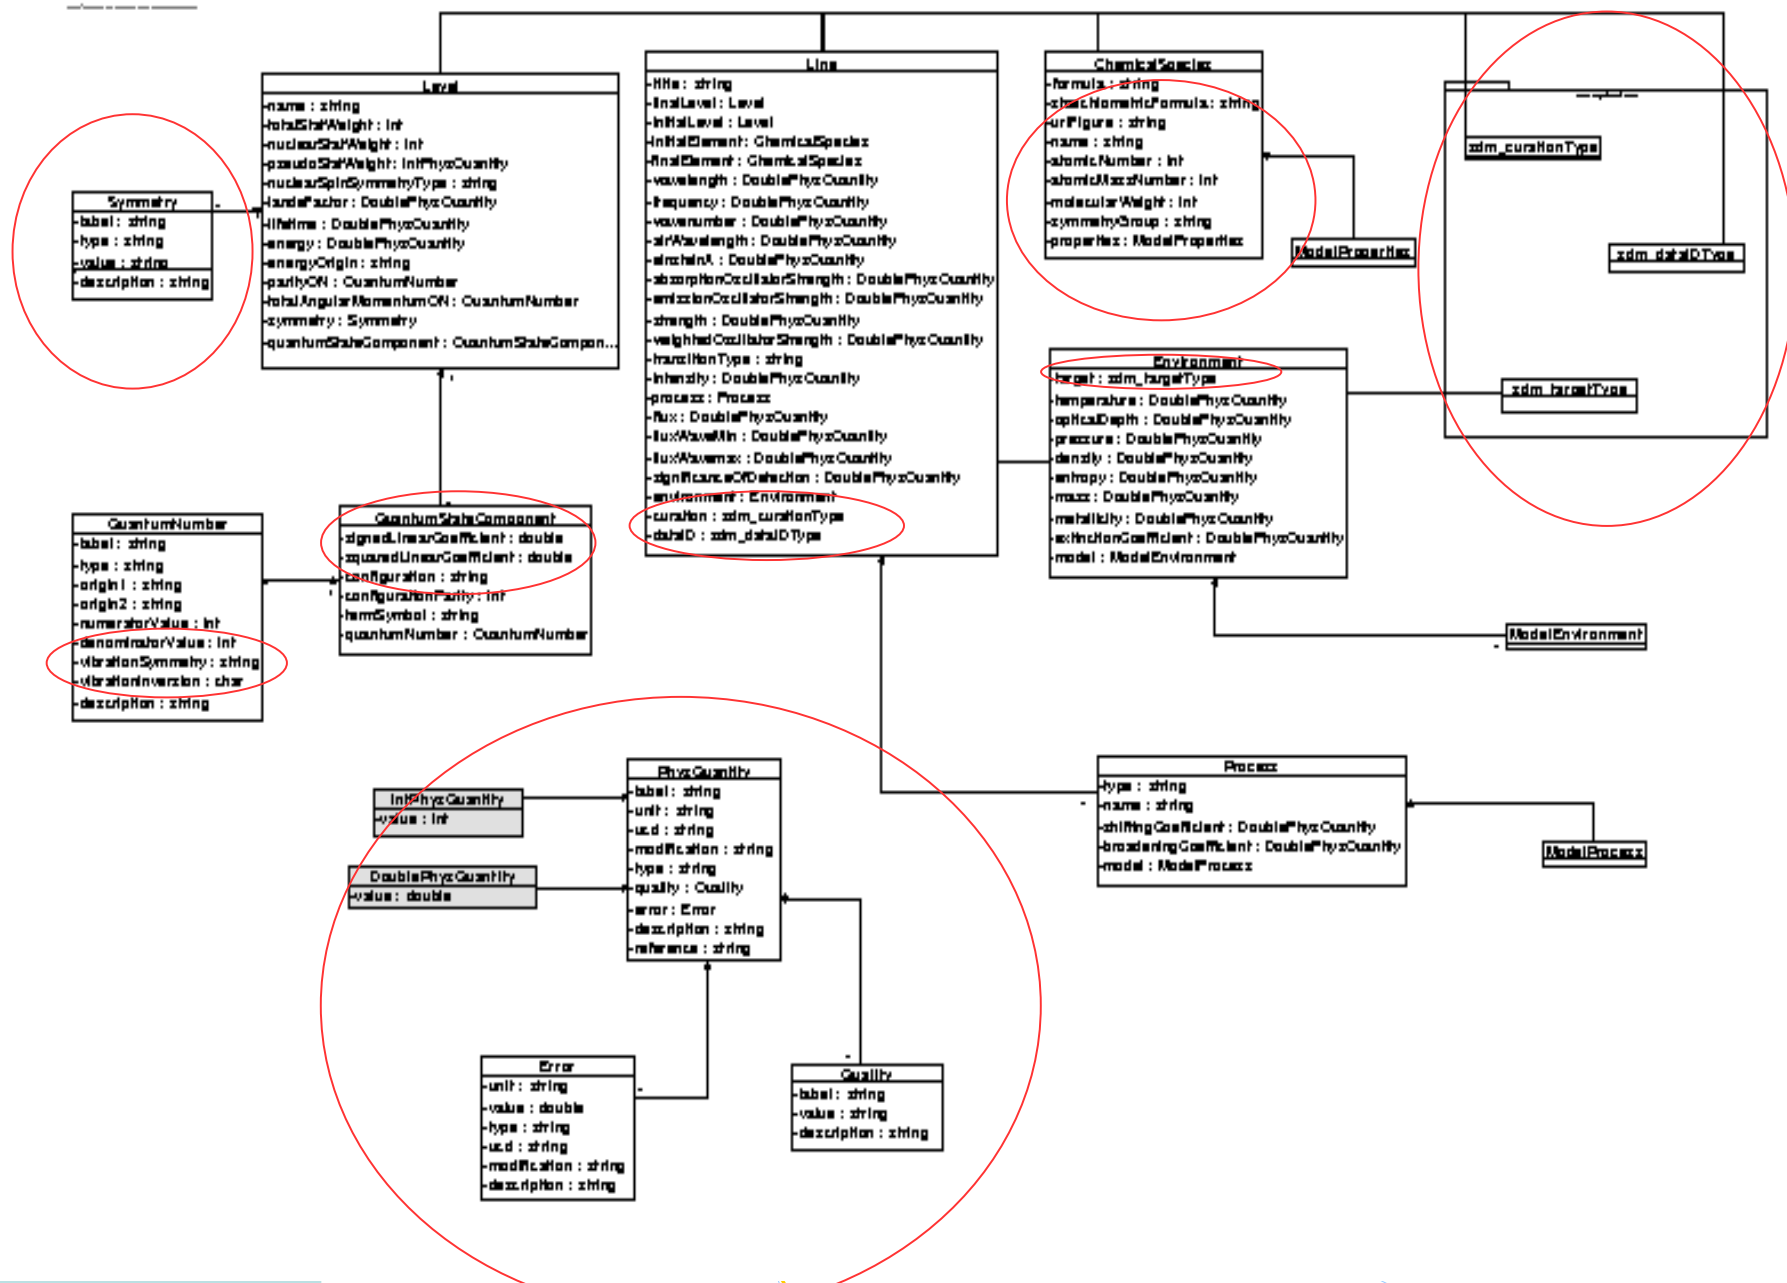 Level
-name : string
-totalStatWeight : int
-nuclearStatWeight : int
-pseudoStatWeight : IntPhysQuantity
-nuclearSpinSymmetryType : string
-landeFactor : DoublePhysQuantity
-lifetime : DoublePhysQuantity
-energy : DoublePhysQuantity
-energyOrigin : string
-parityQN : QuantumNumber
-totalAngularMomentumQN : QuantumNumber
-symmetry : Symmetry
-quantumStateComponent : QuantumStateCompon...
Symmetry
-label : string
-type : string
-value : string
-description : string
Line
-title : string
-finalLevel : Level
-initialLevel : Level
-initialElement : ChemicalSpecies
-finalElement : ChemicalSpecies
-wavelength : DoublePhysQuantity
-frequency : DoublePhysQuantity
-wavenumber : DoublePhysQuantity
-airWavelength : DoublePhysQuantity
-einsteinA : DoublePhysQuantity
-absorptionOscillatorStrength : DoublePhysQuantity
-emissionOscillatorStrength : DoublePhysQuantity
-strength : DoublePhysQuantity
-weightedOscillatorStrength : DoublePhysQuantity
-transitionType : string
-intensity : DoublePhysQuantity
-process : Process
-flux : DoublePhysQuantity
-fluxWaveMin : DoublePhysQuantity
-fluxWavemax : DoublePhysQuantity
-significanceOfDetection : DoublePhysQuantity
-environment : Environment
-curation : sdm_curationType
-dataID : sdm_dataIDType
ChemicalSpecies
-formula : string
-stoichiometricFormula : string
-urlFigure : string
-name : string
-atomicNumber : int
-atomicMassNumber : int
-molecularWeight : int
-symmetryGroup : string
-properties : ModelProperties
ModelProperties
sdm_curationType
sdm_dataIDType
sdm_targetType
Environment
-target : sdm_targetType
-temperature : DoublePhysQuantity
-opticalDepth : DoublePhysQuantity
-pressure : DoublePhysQuantity
-density : DoublePhysQuantity
-entropy : DoublePhysQuantity
-mass : DoublePhysQuantity
-metallicity : DoublePhysQuantity
-extinctionCoefficient : DoublePhysQuantity
-model : ModelEnvironment
ModelEnvironment
QuantumNumber
-label : string
-type : string
-origin1 : string
-origin2 : string
-numeratorValue : int
-denominatorValue : int
-vibrationSymmetry : string
-vibrationInversion : char
-description : string
QuantumStateComponent
-signedLinearCoefficient : double
-squaredLinearCoefficient : double
-configuration : string
-configurationParity : int
-termSymbol : string
-quantumNumber : QuantumNumber
PhysQuantity
-label : string
-unit : string
-ucd : string
-modification : string
-type : string
-quality : Quality
-error : Error
-description : string
-reference : string
IntPhysQuantity
-value : int
DoublePhysQuantity
-value : double
Process
-type : string
-name : string
-shiftingCoefficient : DoublePhysQuantity
-broadeningCoefficient : DoublePhysQuantity
-model : ModelProcess
ModelProcess
Error
-unit : string
-value : double
-type : string
-ucd : string
-modification : string
-description : string
Quality
-label : string
-value : string
-description : string